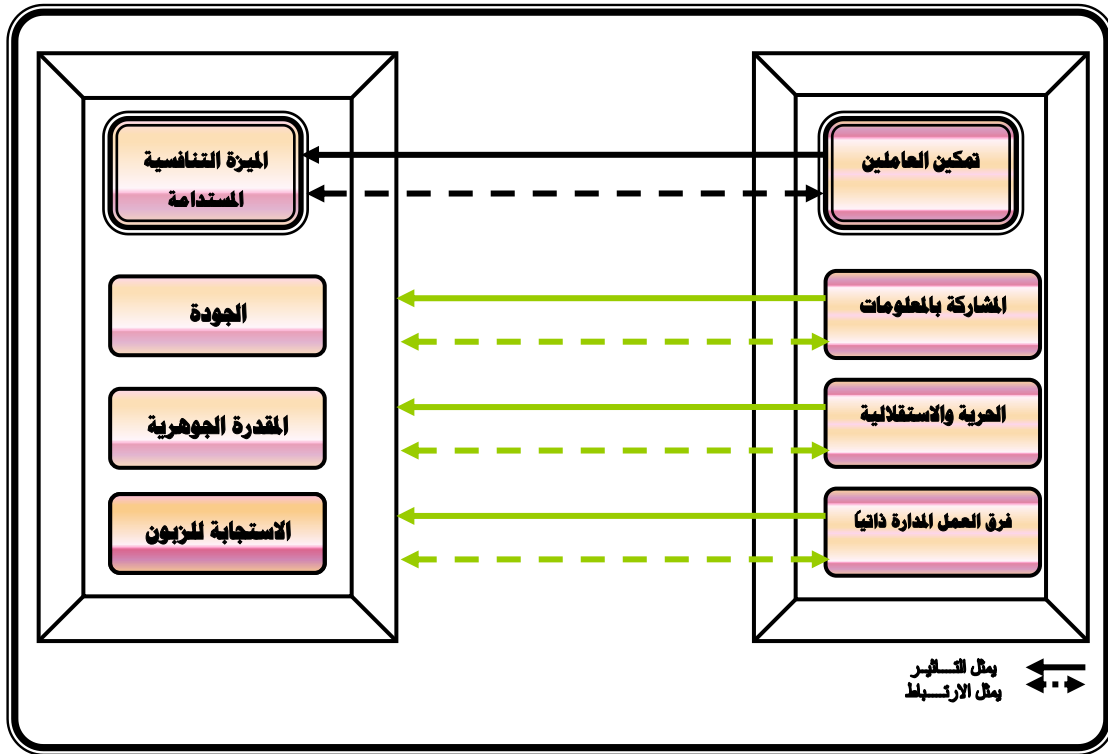 تمكين العاملين
المشاركة بالمعلومات
الحرية والاستقلالية
فرق العمل المدارة ذاتياً
الميزة التنافسية
المستدامة
الجودة
المقدرة الجوهرية
الاستجابة للزبون
يمثل التـــاثيـر
يمثل الارتـــباط